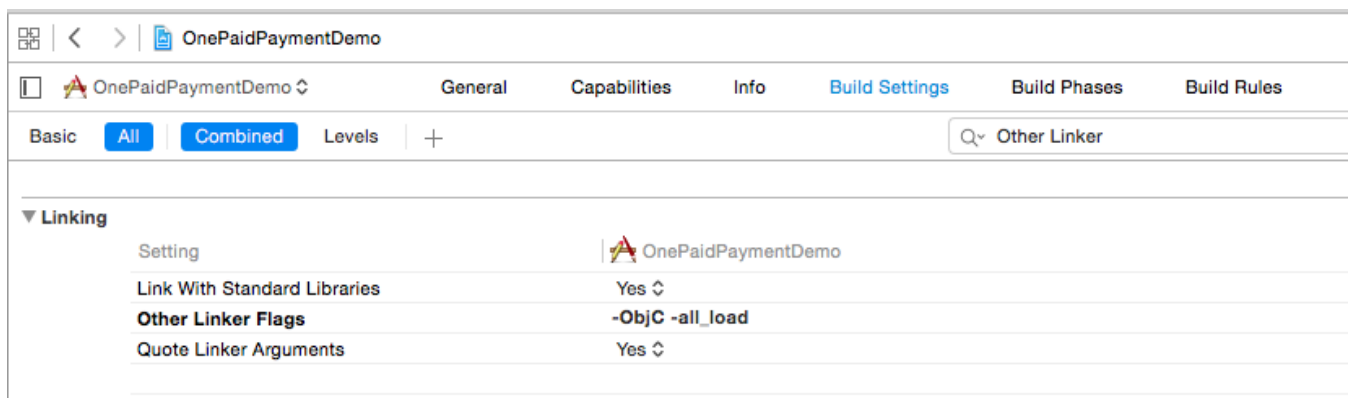 OnePaidPaymentDemo
OnePaidPaymentDemo General Capabilities Info Build Settings Build Phases Build Rules
Basic All Combined Levels + Other Linker
Linking
Setting OnePaidPaymentDemo
Link With Standard Libraries Yes
Other Linker Flags -ObjC -all_load
Quote Linker Arguments Yes